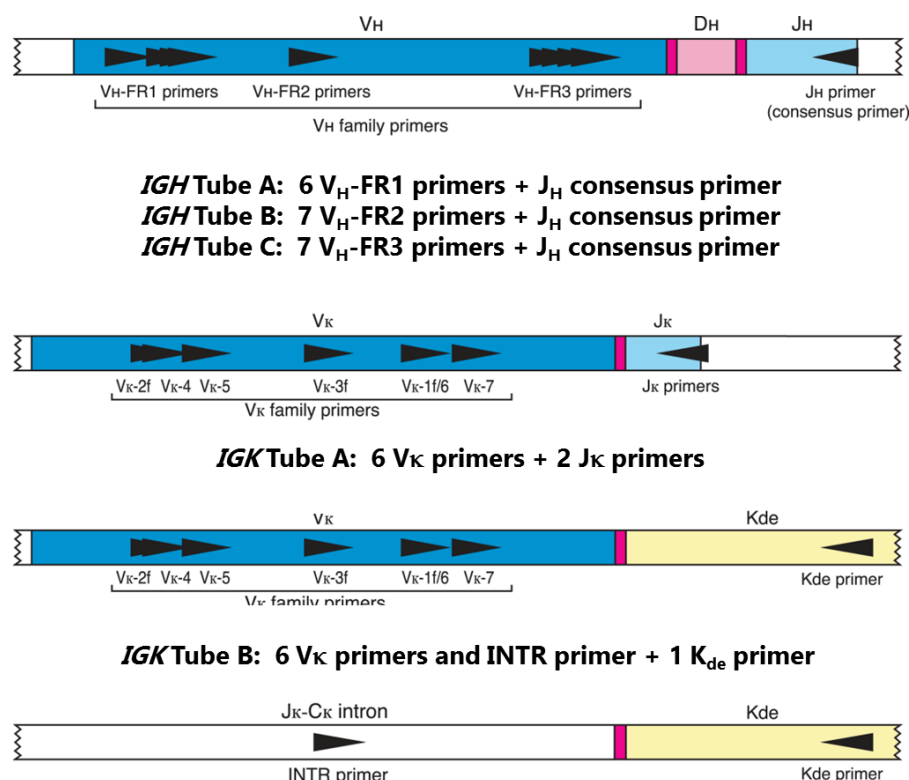 VH DH JH
VH-FR1 primers VH-FR2 primers VH-FR3 primers JH primer
(consensus primer)
VH family primers
IGH Tube A: 6 VH-FR1 primers + JH consensus primer
IGH Tube B: 7 VH-FR2 primers + JH consensus primer
IGH Tube C: 7 VH-FR3 primers + JH consensus primer
Vκ Jκ
Vκ-2f Vκ-4 Vκ-5 Vκ-3f Vκ-1f/6 Vκ-7 Jκ primers
Vκ family primers
IGK Tube A: 6 Vκ primers + 2 Jκ primers
Vκ Kde
Vκ-2f Vκ-4 Vκ-5 Vκ-3f Vκ-1f/6 Vκ-7 Kde primer
Vκ family primers
IGK Tube B: 6 Vκ primers and INTR primer + 1 Kde primer
Jκ-Cκ intron Kde
INTR primer Kde primer